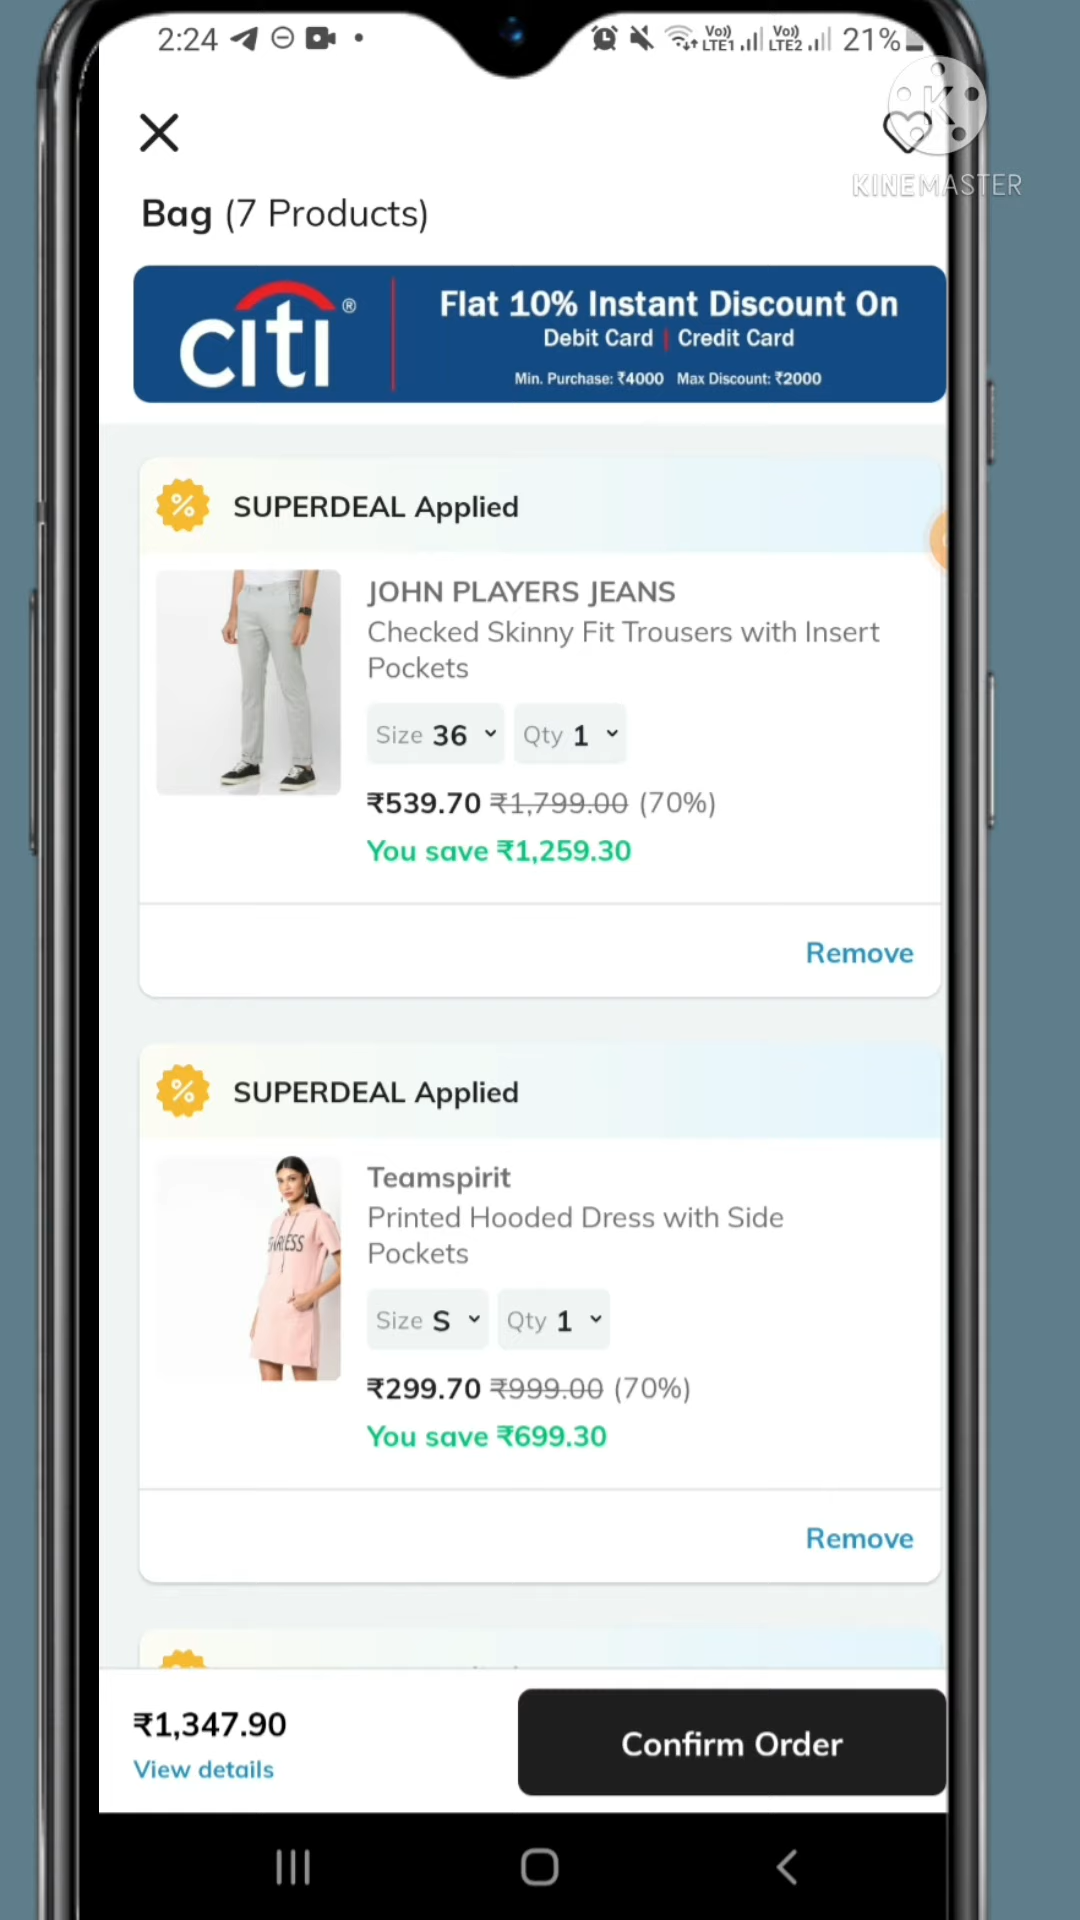 2:24
Vo)) LTE1 Vo)) LTE2 21%
KINEMASTER
Bag (7 Products)
citi®
Flat 10% Instant Discount On
Debit Card | Credit Card
Min. Purchase: ₹4000 Max Discount: ₹2000
SUPERDEAL Applied
JOHN PLAYERS JEANS
Checked Skinny Fit Trousers with Insert
Pockets
Size 36 Qty 1
₹539.70 ₹1,799.00 (70%)
You save ₹1,259.30
Remove
SUPERDEAL Applied
Teamspirit
Printed Hooded Dress with Side
Pockets
Size S Qty 1
₹299.70 ₹999.00 (70%)
You save ₹699.30
Remove
₹1,347.90
View details
Confirm Order